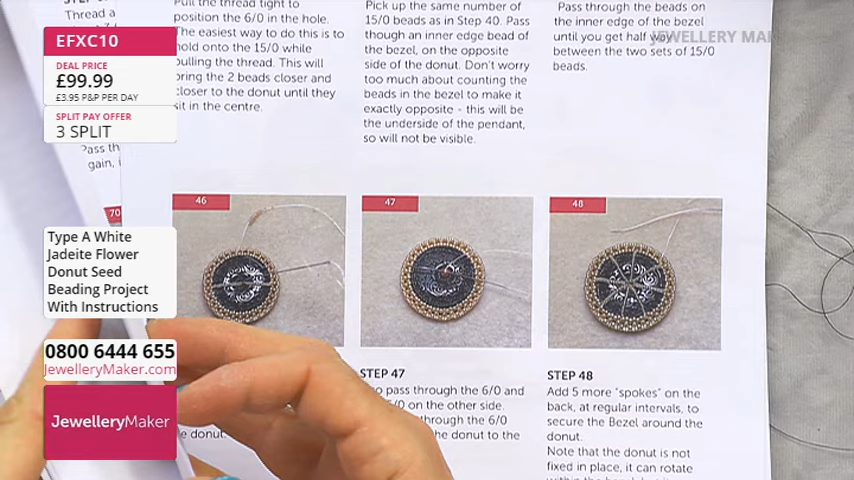 EFXC10
DEAL PRICE
£99.99
£3.95 P&P PER DAY
SPLIT PAY OFFER
3 SPLIT
Type A White
Jadeite Flower
Donut Seed
Beading Project
With Instructions
0800 6444 655
JewelleryMaker.com
JewelleryMaker
JEWELLERY
Thread a
Pass th
gain, i
70
Pull the thread tight to
position the 6/0 in the hole.
The easiest way to do this is to
hold onto the 15/0 while
pulling the thread. This will
bring the 2 beads closer and
closer to the donut until they
sit in the centre.
Pick up the same number of
15/0 beads as in Step 40. Pass
though an inner edge bead of
the bezel, on the opposite
side of the donut. Don't worry
too much about counting the
beads in the bezel to make it
exactly opposite - this will be
the underside of the pendant,
so will not be visible.
Pass through the beads on
the inner edge of the bezel
until you get half way
between the two sets of 15/0
beads.
46
47
48
e donut.
STEP 47
o pass through the 6/0 and
/0 on the other side.
through the 6/0
the donut to the
STEP 48
Add 5 more "spokes" on the
back, at regular intervals, to
secure the Bezel around the
donut.
Note that the donut is not
fixed in place, it can rotate